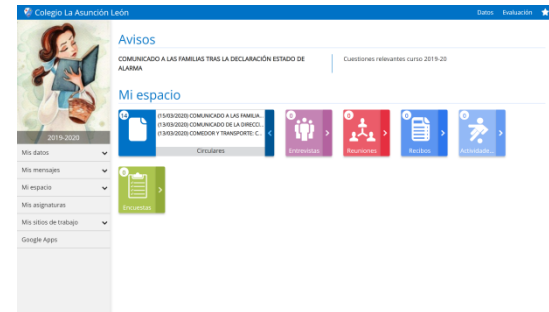 Colegio La Asunción León
Datos Evaluación
2019-2020
Mis datos
Mis mensajes
Mi espacio
Mis asignaturas
Mis sitios de trabajo
Google Apps
Avisos
COMUNICADO A LAS FAMILIAS TRAS LA DECLARACIÓN ESTADO DE
ALARMA
Cuestiones relevantes curso 2019-20
Mi espacio
14
(15/03/2020) COMUNICADO A LAS FAMILIA...
(13/03/2020) COMUNICADO DE LA DIRECCI...
(13/03/2020) COMEDOR Y TRANSPORTE: C...
Circulares
0
Entrevistas
0
Reuniones
0
Recibos
0
Actividade...
0
Encuestas